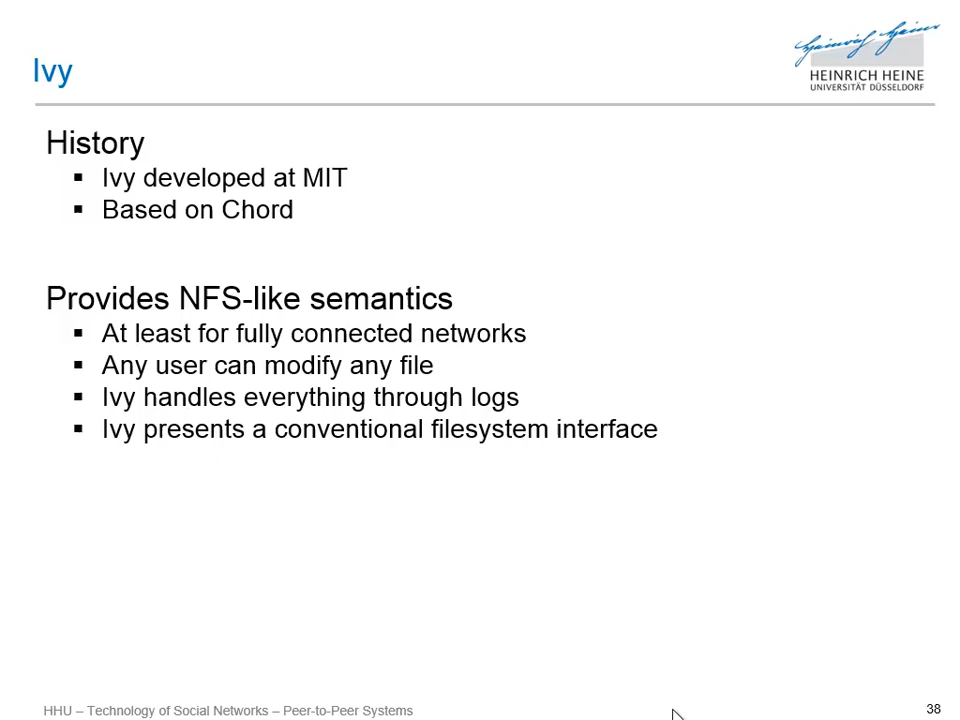 Heinrich Heine
HEINRICH HEINE
UNIVERSITÄT DÜSSELDORF
Ivy
History
▪ Ivy developed at MIT
▪ Based on Chord
Provides NFS-like semantics
▪ At least for fully connected networks
▪ Any user can modify any file
▪ Ivy handles everything through logs
▪ Ivy presents a conventional filesystem interface
HHU – Technology of Social Networks – Peer-to-Peer Systems
38